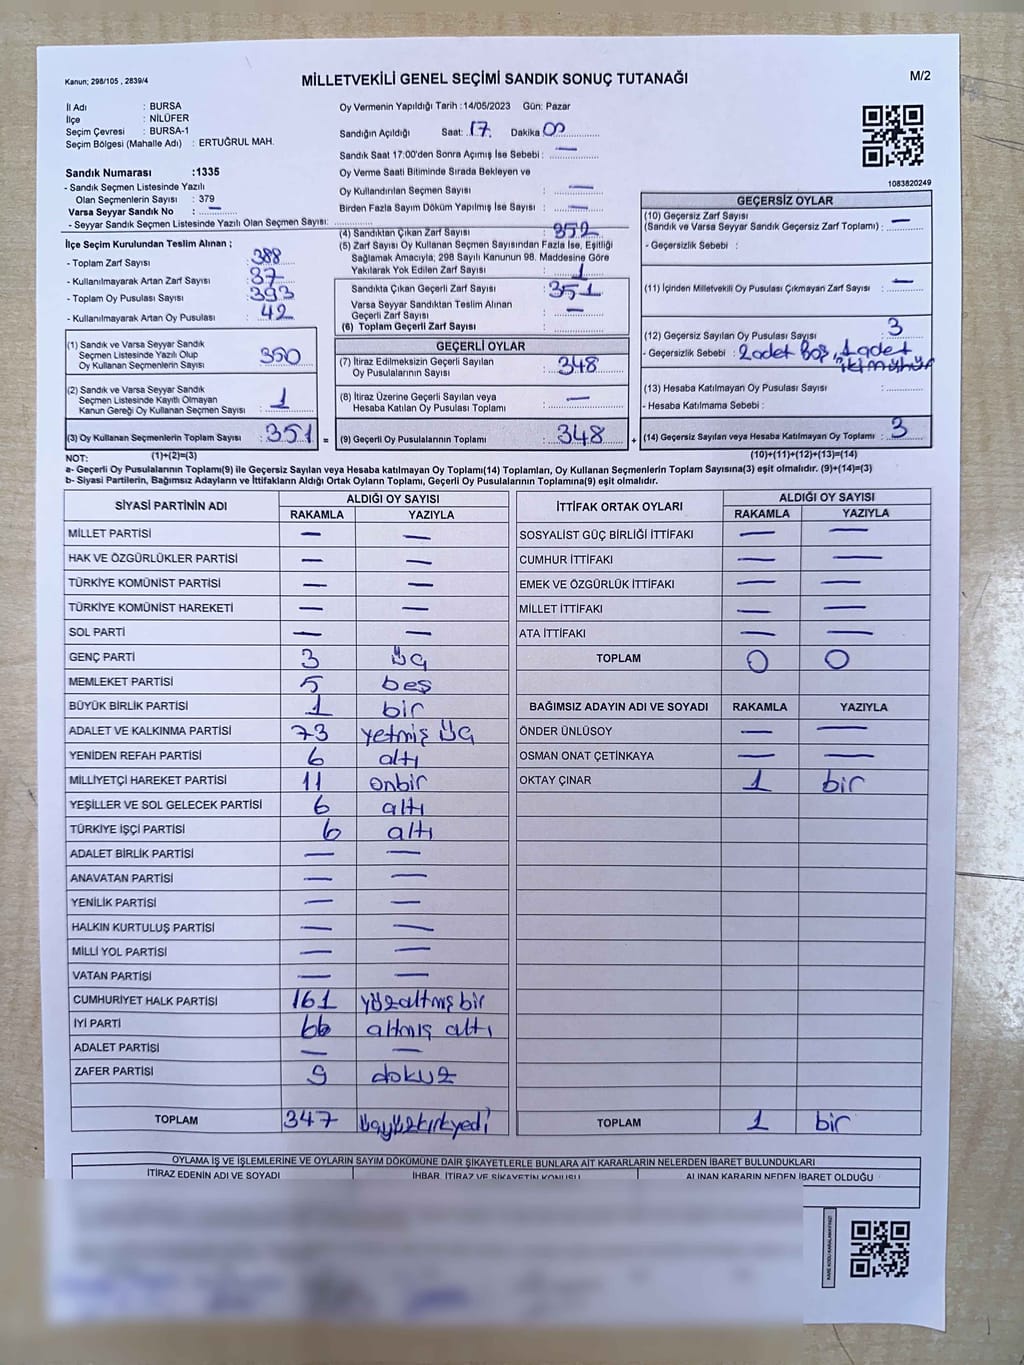 Kanun; 298/105 , 2839/4
MİLLETVEKİLİ GENEL SEÇİMİ SANDIK SONUÇ TUTANAĞI
M/2
İl Adı : BURSA
İlçe : NİLÜFER
Seçim Çevresi : BURSA-1
Seçim Bölgesi (Mahalle Adı) : ERTUĞRUL MAH.
Sandık Numarası :1335
- Sandık Seçmen Listesinde Yazılı
Olan Seçmenlerin Sayısı : 379
Varsa Seyyar Sandık No : —
- Seyyar Sandık Seçmen Listesinde Yazılı Olan Seçmen Sayısı:
İlçe Seçim Kurulundan Teslim Alınan ;
- Toplam Zarf Sayısı : 388
- Kullanılmayarak Artan Zarf Sayısı : 37
- Toplam Oy Pusulası Sayısı : 393
- Kullanılmayarak Artan Oy Pusulası : 42
(1) Sandık ve Varsa Seyyar Sandık
Seçmen Listesinde Yazılı Olup
Oy Kullanan Seçmenlerin Sayısı : 350
(2) Sandık ve Varsa Seyyar Sandık
Seçmen Listesinde Kayıtlı Olmayan
Kanun Gereği Oy Kullanan Seçmen Sayısı : 1
(3) Oy Kullanan Seçmenlerin Toplam Sayısı : 351 =
Oy Vermenin Yapıldığı Tarih :14/05/2023 Gün: Pazar
Sandığın Açıldığı Saat: 17. Dakika 00
Sandık Saat 17:00'den Sonra Açımış İse Sebebi : —
Oy Verme Saati Bitiminde Sırada Bekleyen ve
Oy Kullandırılan Seçmen Sayısı : —
Birden Fazla Sayım Döküm Yapılmış İse Sayısı : —
(4) Sandıktan Çıkan Zarf Sayısı : 352
(5) Zarf Sayısı Oy Kullanan Seçmen Sayısından Fazla İse, Eşitliği
Sağlamak Amacıyla; 298 Sayılı Kanunun 98. Maddesine Göre
Yakılarak Yok Edilen Zarf Sayısı : 1
Sandıkta Çıkan Geçerli Zarf Sayısı : 351
Varsa Seyyar Sandıktan Teslim Alınan
Geçerli Zarf Sayısı : —
(6) Toplam Geçerli Zarf Sayısı :
GEÇERLİ OYLAR
(7) İtiraz Edilmeksizin Geçerli Sayılan
Oy Pusulalarının Sayısı : 348
(8) İtiraz Üzerine Geçerli Sayılan veya
Hesaba Katılan Oy Pusulası Toplamı : —
(9) Geçerli Oy Pusulalarının Toplamı : 348 +
1083820249
GEÇERSİZ OYLAR
(10) Geçersiz Zarf Sayısı
(Sandık ve Varsa Seyyar Sandık Geçersiz Zarf Toplamı) : —
- Geçersizlik Sebebi :
(11) İçinden Milletvekili Oy Pusulası Çıkmayan Zarf Sayısı : —
(12) Geçersiz Sayılan Oy Pusulası Sayısı : 3
- Geçersizlik Sebebi : 2 adet Boş, 1 adet
iki mühür
(13) Hesaba Katılmayan Oy Pusulası Sayısı :
- Hesaba Katılmama Sebebi :
(14) Geçersiz Sayılan veya Hesaba Katılmayan Oy Toplamı : 3
NOT: (1)+(2)=(3) (10)+(11)+(12)+(13)=(14)
a- Geçerli Oy Pusulalarının Toplamı(9) ile Geçersiz Sayılan veya Hesaba katılmayan Oy Toplamı(14) Toplamları, Oy Kullanan Seçmenlerin Toplam Sayısına(3) eşit olmalıdır. (9)+(14)=(3)
b- Siyasi Partilerin, Bağımsız Adayların ve İttifakların Aldığı Ortak Oyların Toplamı, Geçerli Oy Pusulalarının Toplamına(9) eşit olmalıdır.
SİYASİ PARTİNİN ADI ALDIĞI OY SAYISI
RAKAMLA YAZIYLA
MİLLET PARTİSİ — —
HAK VE ÖZGÜRLÜKLER PARTİSİ — —
TÜRKİYE KOMÜNİST PARTİSİ — —
TÜRKİYE KOMÜNİST HAREKETİ — —
SOL PARTİ — —
GENÇ PARTİ 3 üç
MEMLEKET PARTİSİ 5 beş
BÜYÜK BİRLİK PARTİSİ 1 bir
ADALET VE KALKINMA PARTİSİ 73 yetmiş üç
YENİDEN REFAH PARTİSİ 6 altı
MİLLİYETÇİ HAREKET PARTİSİ 11 onbir
YEŞİLLER VE SOL GELECEK PARTİSİ 6 altı
TÜRKİYE İŞÇİ PARTİSİ 6 altı
ADALET BİRLİK PARTİSİ — —
ANAVATAN PARTİSİ — —
YENİLİK PARTİSİ — —
HALKIN KURTULUŞ PARTİSİ — —
MİLLİ YOL PARTİSİ — —
VATAN PARTİSİ — —
CUMHURİYET HALK PARTİSİ 161 yüzaltmış bir
İYİ PARTİ 66 altmış altı
ADALET PARTİSİ — —
ZAFER PARTİSİ 9 dokuz
TOPLAM 347 üçyüzkırkyedi
İTTİFAK ORTAK OYLARI ALDIĞI OY SAYISI
RAKAMLA YAZIYLA
SOSYALİST GÜÇ BİRLİĞİ İTTİFAKI — —
CUMHUR İTTİFAKI — —
EMEK VE ÖZGÜRLÜK İTTİFAKI — —
MİLLET İTTİFAKI — —
ATA İTTİFAKI — —
TOPLAM 0 0
BAĞIMSIZ ADAYIN ADI VE SOYADI RAKAMLA YAZIYLA
ÖNDER ÜNLÜSOY — —
OSMAN ONAT ÇETİNKAYA — —
OKTAY ÇINAR 1 bir
TOPLAM 1 bir
OYLAMA İŞ VE İŞLEMLERİNE VE OYLARIN SAYIM DÖKÜMÜNE DAİR ŞİKAYETLERLE BUNLARA AİT KARARLARIN NELERDEN İBARET BULUNDUKLARI
İTİRAZ EDENİN ADI VE SOYADI İHBAR, İTİRAZ VE ŞİKAYETİN KONUSU ALINAN KARARIN NEDEN İBARET OLDUĞU